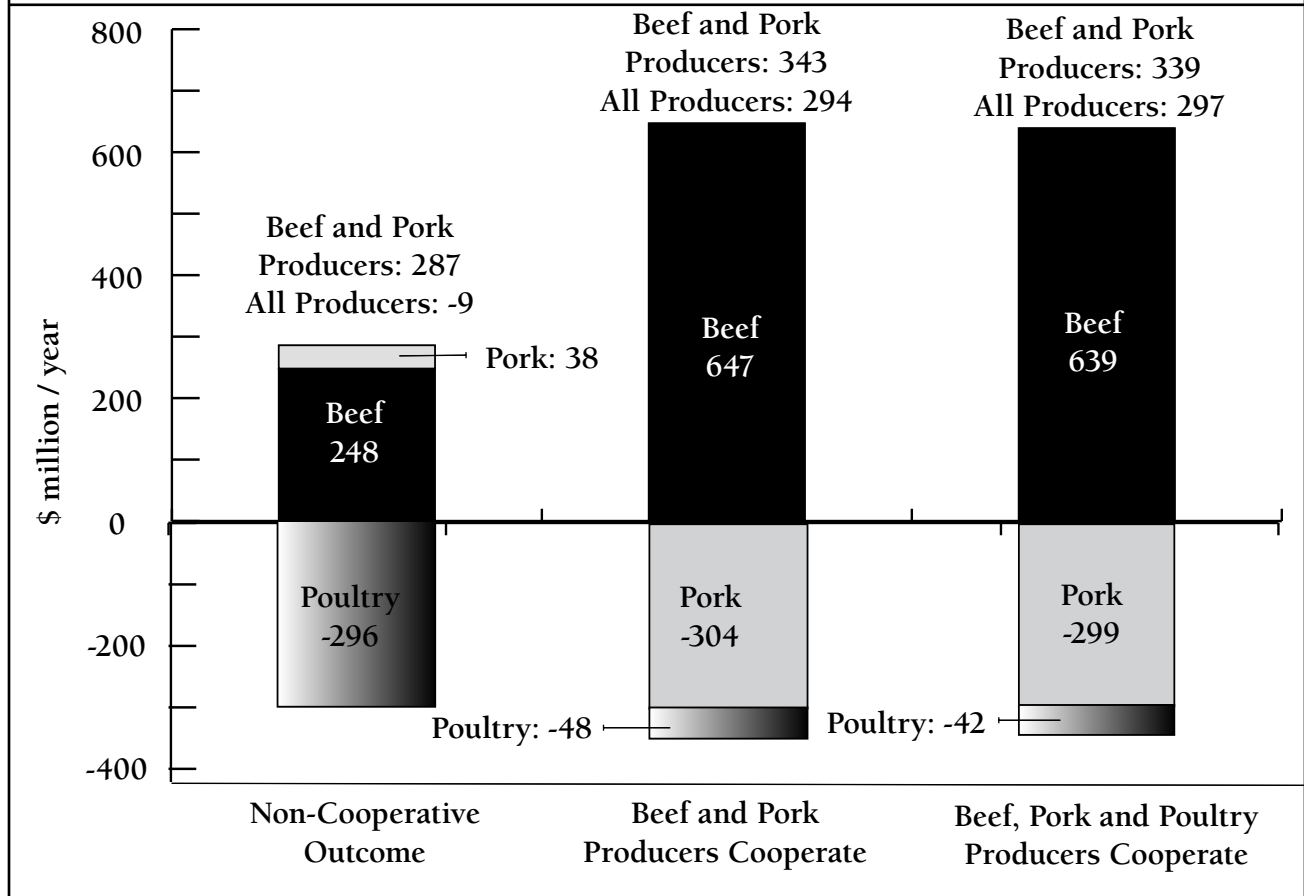 800
600
400
200
0
-200
-400
$ million / year
Beef and Pork
Producers: 287
All Producers: -9
Pork: 38
Beef
248
Poultry
-296
Beef and Pork
Producers: 343
All Producers: 294
Beef
647
Pork
-304
Poultry: -48
Beef and Pork
Producers: 339
All Producers: 297
Beef
639
Pork
-299
Poultry: -42
Non-Cooperative
Outcome
Beef and Pork
Producers Cooperate
Beef, Pork and Poultry
Producers Cooperate